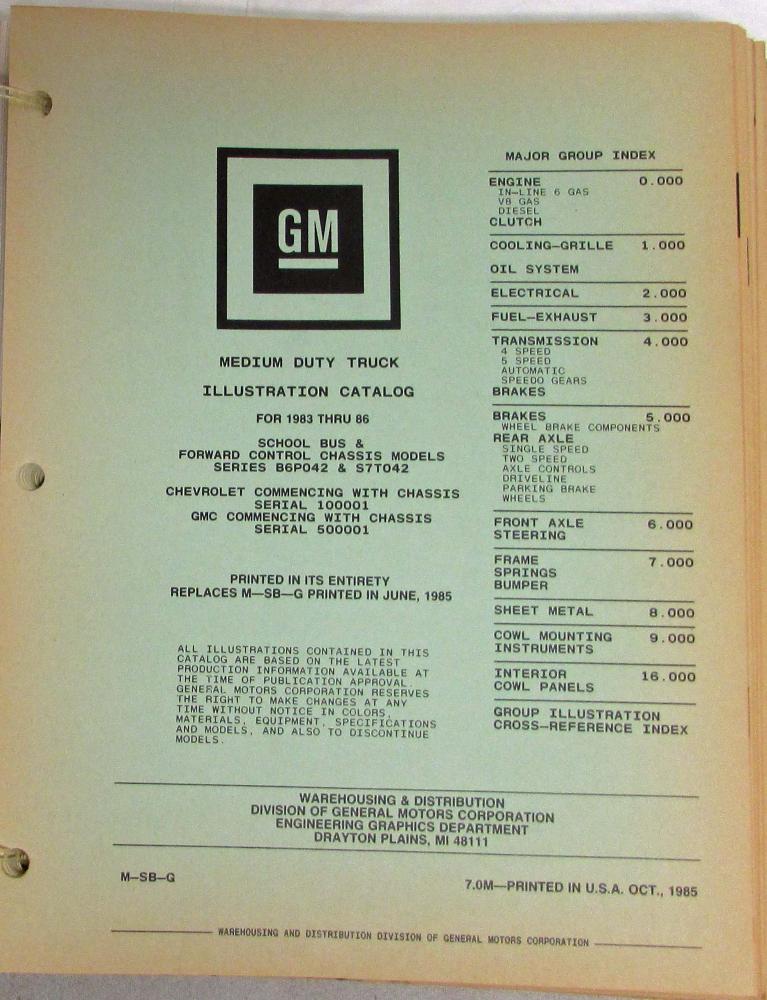 GM
MEDIUM DUTY TRUCK
ILLUSTRATION CATALOG
FOR 1983 THRU 86
SCHOOL BUS &
FORWARD CONTROL CHASSIS MODELS
SERIES B6P042 & S7T042
CHEVROLET COMMENCING WITH CHASSIS
SERIAL 100001
GMC COMMENCING WITH CHASSIS
SERIAL 500001
PRINTED IN ITS ENTIRETY
REPLACES M—SB—G PRINTED IN JUNE, 1985
ALL ILLUSTRATIONS CONTAINED IN THIS
CATALOG ARE BASED ON THE LATEST
PRODUCTION INFORMATION AVAILABLE AT
THE TIME OF PUBLICATION APPROVAL.
GENERAL MOTORS CORPORATION RESERVES
THE RIGHT TO MAKE CHANGES AT ANY
TIME WITHOUT NOTICE IN COLORS,
MATERIALS, EQUIPMENT, SPECIFICATIONS
AND MODELS, AND ALSO TO DISCONTINUE
MODELS.
MAJOR GROUP INDEX
ENGINE 0.000
IN—LINE 6 GAS
V8 GAS
DIESEL
CLUTCH
COOLING—GRILLE 1.000
OIL SYSTEM
ELECTRICAL 2.000
FUEL—EXHAUST 3.000
TRANSMISSION 4.000
4 SPEED
5 SPEED
AUTOMATIC
SPEEDO GEARS
BRAKES
BRAKES 5.000
WHEEL BRAKE COMPONENTS
REAR AXLE
SINGLE SPEED
TWO SPEED
AXLE CONTROLS
DRIVELINE
PARKING BRAKE
WHEELS
FRONT AXLE 6.000
STEERING
FRAME 7.000
SPRINGS
BUMPER
SHEET METAL 8.000
COWL MOUNTING 9.000
INSTRUMENTS
INTERIOR 16.000
COWL PANELS
GROUP ILLUSTRATION
CROSS—REFERENCE INDEX
WAREHOUSING & DISTRIBUTION
DIVISION OF GENERAL MOTORS CORPORATION
ENGINEERING GRAPHICS DEPARTMENT
DRAYTON PLAINS, MI 48111
M—SB—G 7.0M—PRINTED IN U.S.A. OCT., 1985
WAREHOUSING AND DISTRIBUTION DIVISION OF GENERAL MOTORS CORPORATION